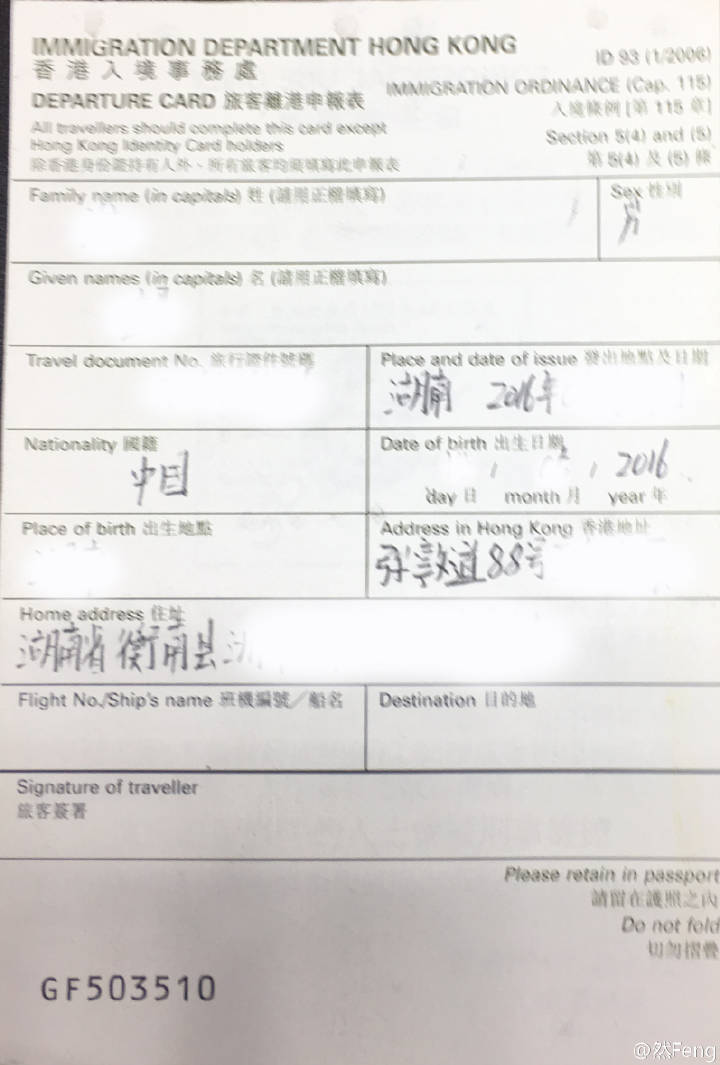 IMMIGRATION DEPARTMENT HONG KONG
香港入境事務處
ID 93 (1/2006)
IMMIGRATION ORDINANCE (Cap. 115)
入境條例 [第 115 章]
Section 5(4) and (5)
第 5(4) 及 (5) 條
DEPARTURE CARD 旅客離港申報表
All travellers should complete this card except
Hong Kong Identity Card holders
除香港身份證持有人外、所有旅客均須填寫此申報表
Family name (in capitals) 姓 (請用正楷填寫)
Sex 性別
男
Given names (in capitals) 名 (請用正楷填寫)
Travel document No. 旅行證件號碼
Place and date of issue 發出地點及日期
湖南 2016年
Nationality 國籍
中国
Date of birth 出生日期
2016
day 日 month 月 year 年
Place of birth 出生地點
Address in Hong Kong 香港地址
道88号
Home address 住址
湖南省衡南县
Flight No./Ship's name 班機編號／船名
Destination 目的地
Signature of traveller
旅客簽署
Please retain in passport
請留在護照之內
Do not fold
切勿摺疊
GF503510
@然Feng